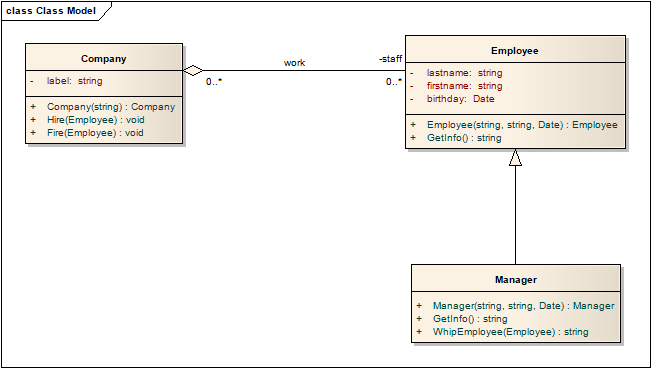 class Class Model
Company
- label: string
+ Company(string) : Company
+ Hire(Employee) : void
+ Fire(Employee) : void
work
-staff
0..*
0..*
Employee
- lastname: string
- firstname: string
- birthday: Date
+ Employee(string, string, Date) : Employee
+ GetInfo() : string
Manager
+ Manager(string, string, Date) : Manager
+ GetInfo() : string
+ WhipEmployee(Employee) : string